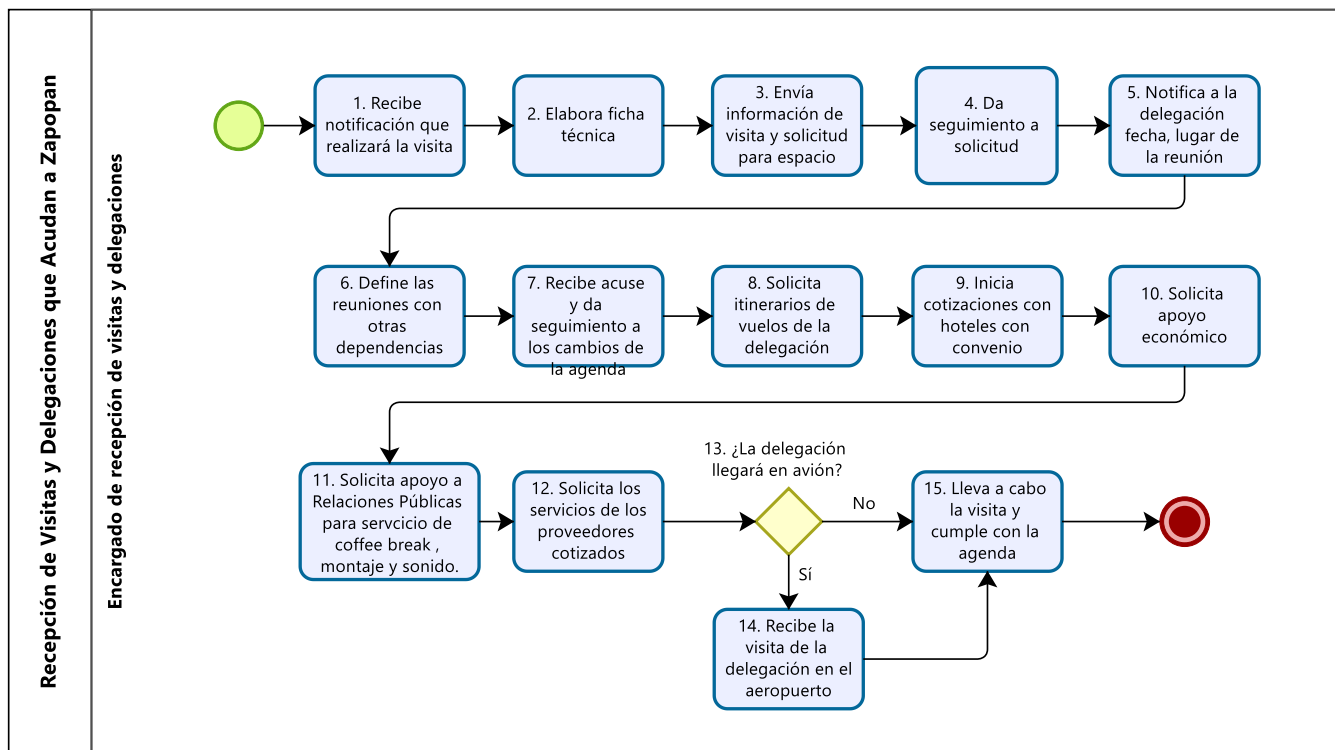 Recepción de Visitas y Delegaciones que Acudan a Zapopan
Encargado de recepción de visitas y delegaciones
1. Recibe
notificación que
realizará la visita
2. Elabora ficha
técnica
3. Envía
información de
visita y solicitud
para espacio
4. Da
seguimiento a
solicitud
5. Notifica a la
delegación
fecha, lugar de
la reunión
6. Define las
reuniones con
otras
dependencias
7. Recibe acuse
y da
seguimiento a
los cambios de
la agenda
8. Solicita
itinerarios de
vuelos de la
delegación
9. Inicia
cotizaciones con
hoteles con
convenio
10. Solicita
apoyo
económico
11. Solicita apoyo a
Relaciones Públicas
para servcicio de
coffee break ,
montaje y sonido.
12. Solicita los
servicios de los
proveedores
cotizados
13. ¿La delegación
llegará en avión?
No
Sí
14. Recibe la
visita de la
delegación en el
aeropuerto
15. Lleva a cabo
la visita y
cumple con la
agenda